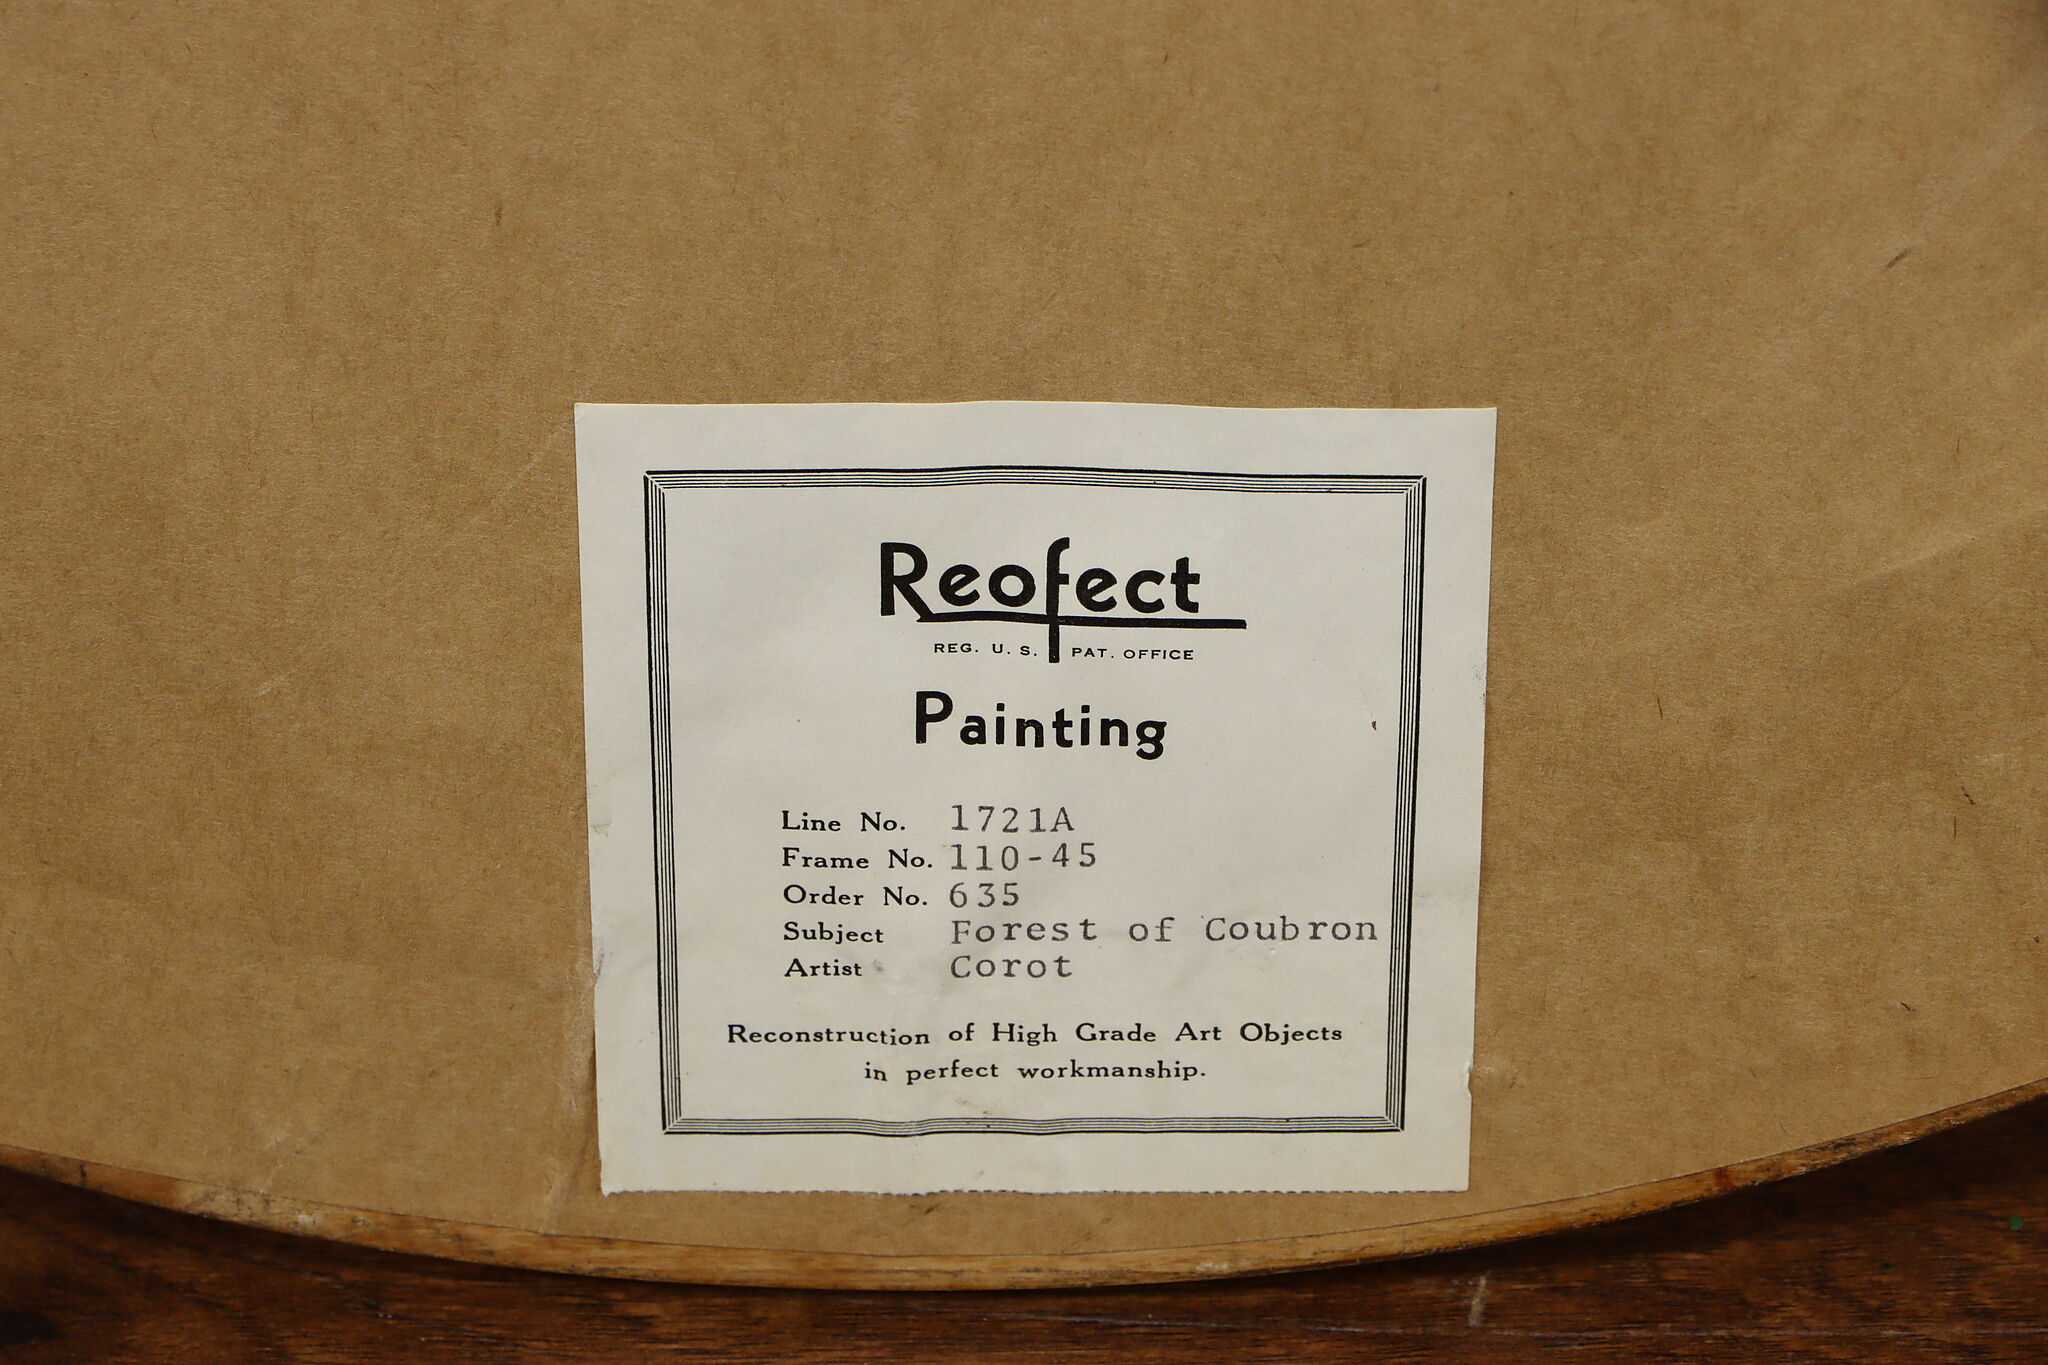 Reofect
REG. U. S. PAT. OFFICE
Painting
Line No. 1721A
Frame No. 110-45
Order No. 635
Subject Forest of Coubron
Artist Corot
Reconstruction of High Grade Art Objects
in perfect workmanship.